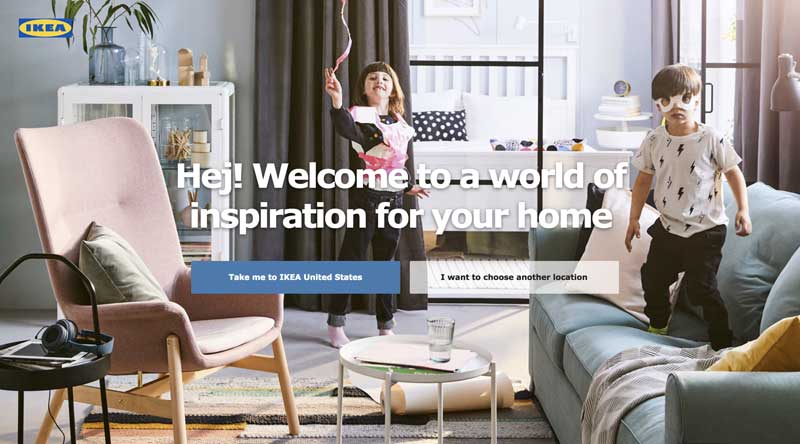 IKEA
Hej! Welcome to a world of
inspiration for your home
Take me to IKEA United States
I want to choose another location